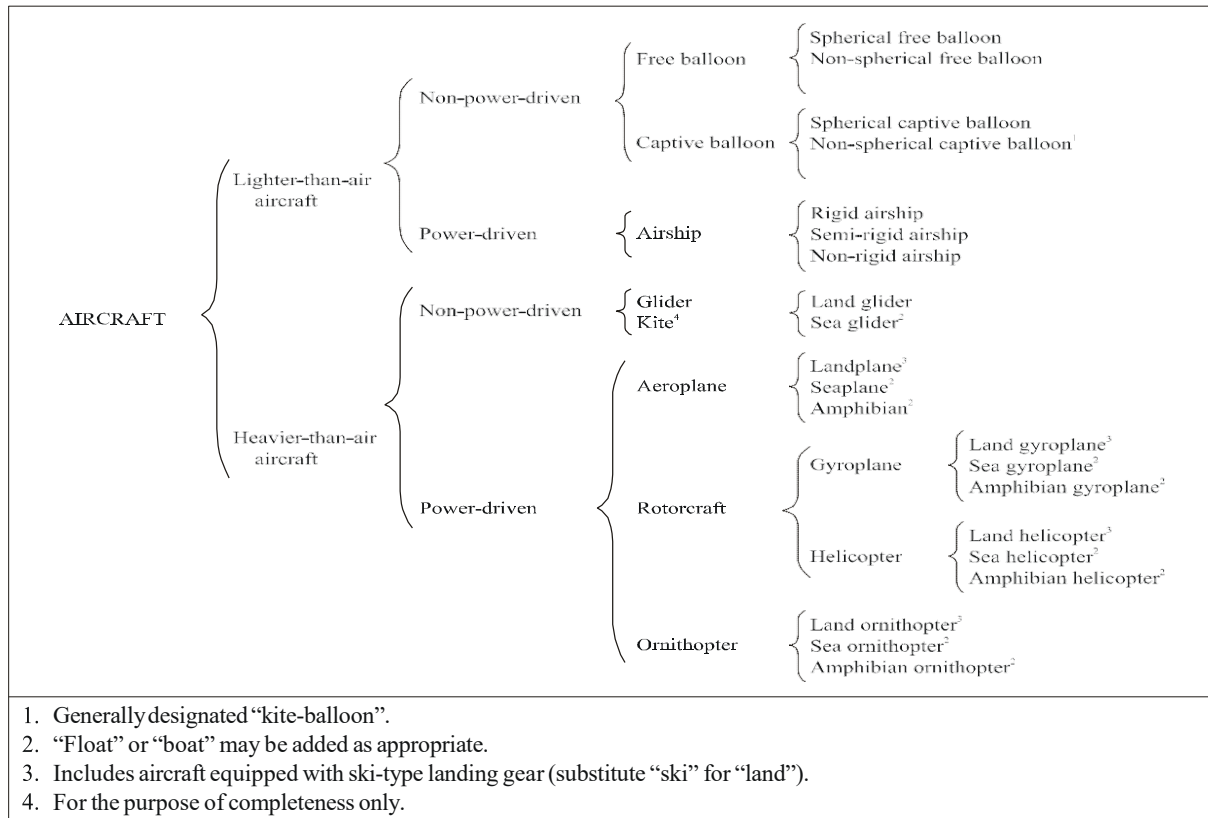 Spherical free balloon
Free balloon
Non-spherical free balloon
Non-power-driven
Spherical captive balloon
Captive balloon
Non-spherical captive balloon¹
Lighter-than-air
aircraft
Rigid airship
Power-driven
Airship
Semi-rigid airship
Non-rigid airship
AIRCRAFT
Non-power-driven
Glider
Kite⁴
Land glider
Sea glider²
Landplane³
Aeroplane
Seaplane²
Amphibian²
Heavier-than-air
aircraft
Land gyroplane³
Gyroplane
Sea gyroplane²
Amphibian gyroplane²
Power-driven
Rotorcraft
Land helicopter³
Helicopter
Sea helicopter²
Amphibian helicopter²
Land ornithopter³
Ornithopter
Sea ornithopter²
Amphibian ornithopter²
1. Generally designated “kite-balloon”.
2. “Float” or “boat” may be added as appropriate.
3. Includes aircraft equipped with ski-type landing gear (substitute “ski” for “land”).
4. For the purpose of completeness only.